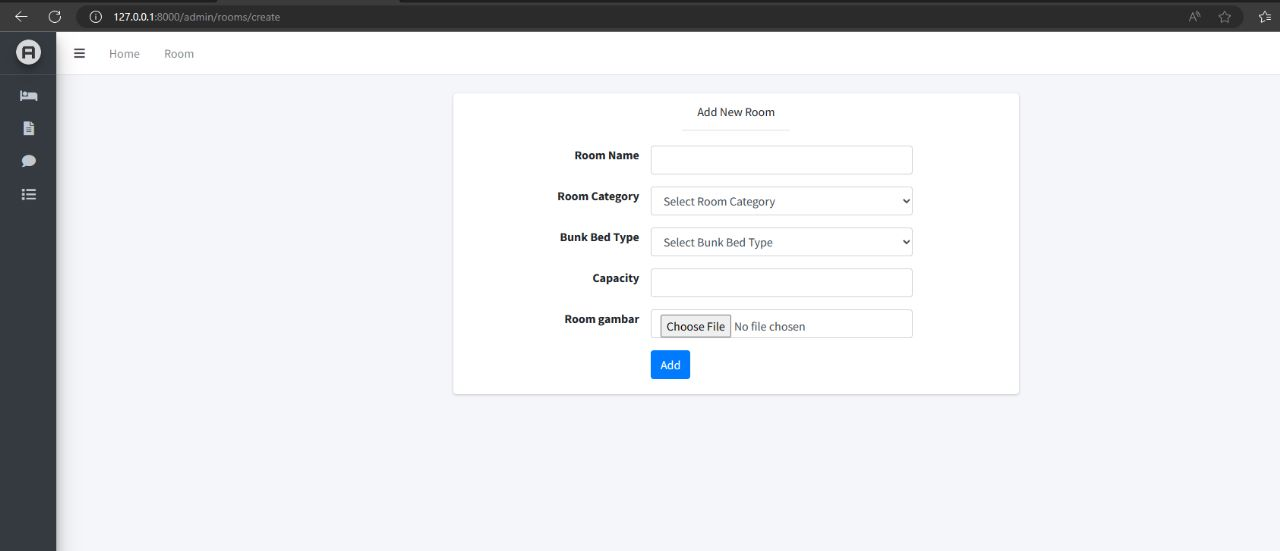 127.0.0.1:8000/admin/rooms/create
Home Room
Add New Room
Room Name
Room Category Select Room Category
Bunk Bed Type Select Bunk Bed Type
Capacity
Room gambar Choose File No file chosen
Add